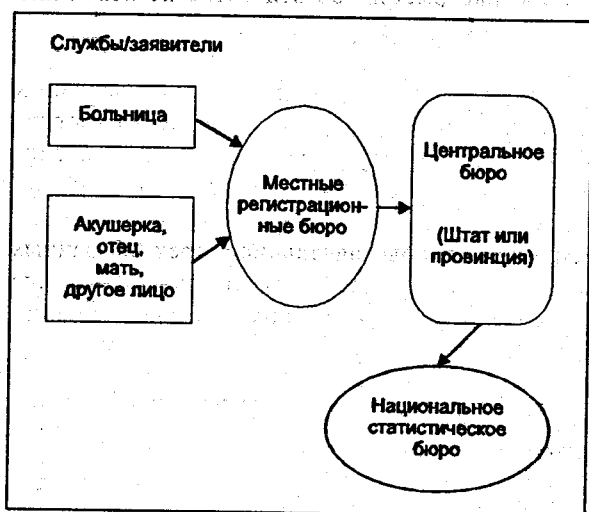 Службы/заявители
Больница
Акушерка,
отец,
мать,
другое лицо
Местные
регистрацион-
ные бюро
Центральное
бюро
(Штат или
провинция)
Национальное
статистическое
бюро